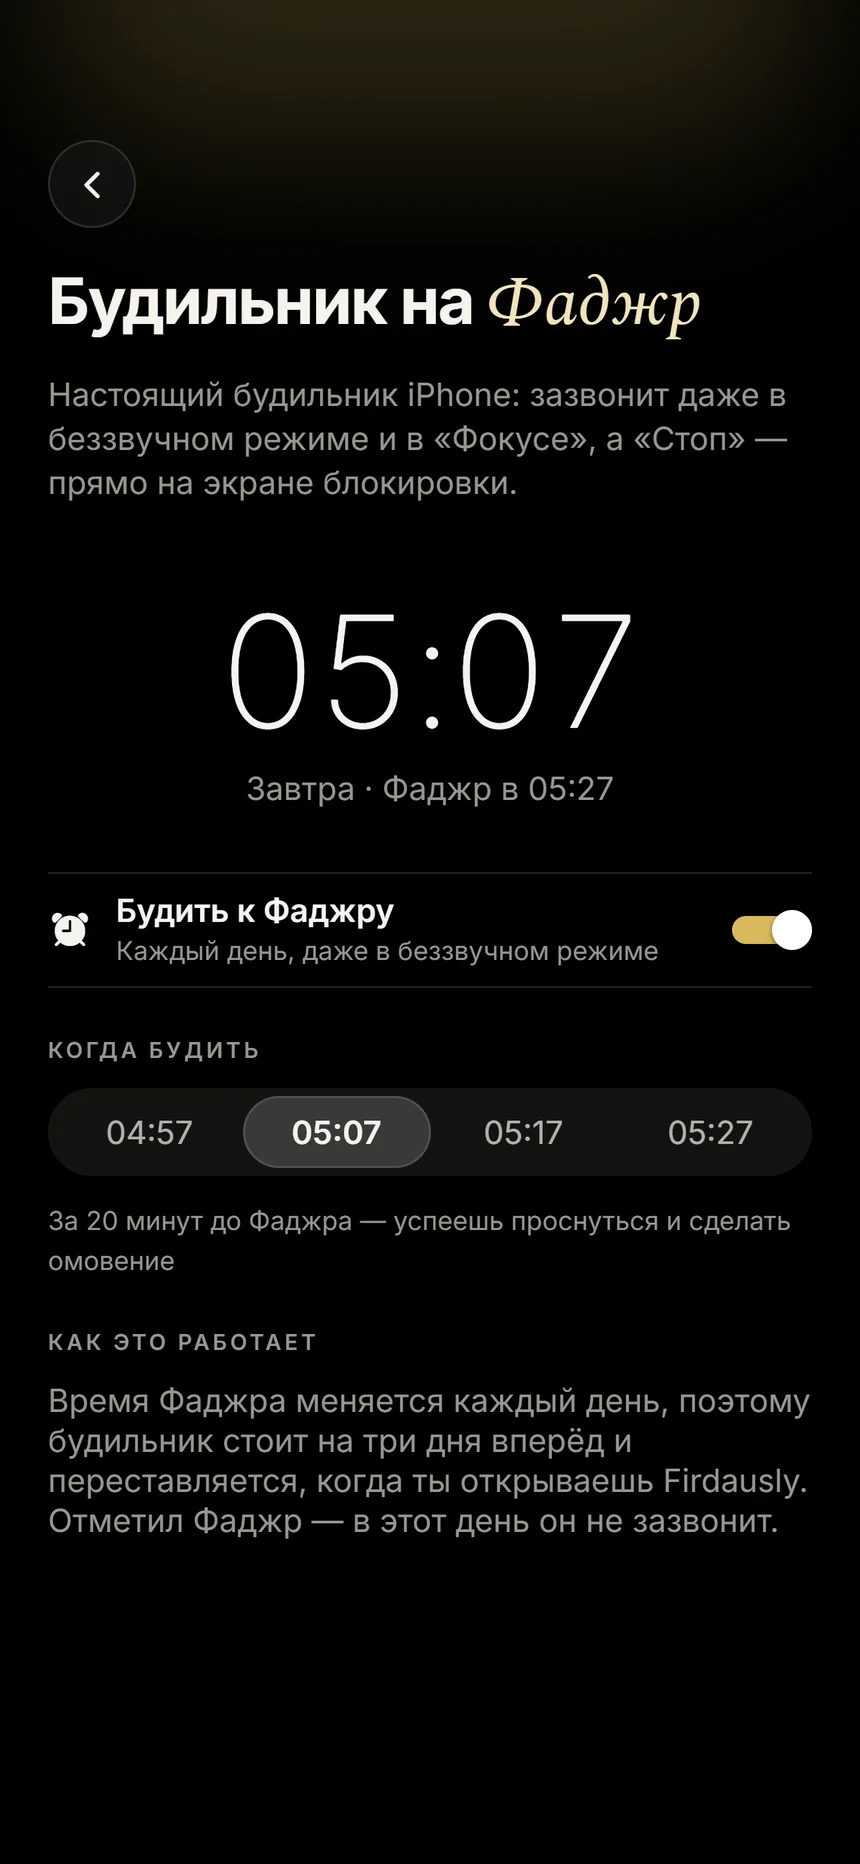 Будильник на Фаджр
Настоящий будильник iPhone: зазвонит даже в
беззвучном режиме и в «Фокусе», а «Стоп» —
прямо на экране блокировки.
05:07
Завтра · Фаджр в 05:27
Будить к Фаджру
Каждый день, даже в беззвучном режиме
КОГДА БУДИТЬ
04:57 05:07 05:17 05:27
За 20 минут до Фаджра — успеешь проснуться и сделать
омовение
КАК ЭТО РАБОТАЕТ
Время Фаджра меняется каждый день, поэтому
будильник стоит на три дня вперёд и
переставляется, когда ты открываешь Firdausly.
Отметил Фаджр — в этот день он не зазвонит.